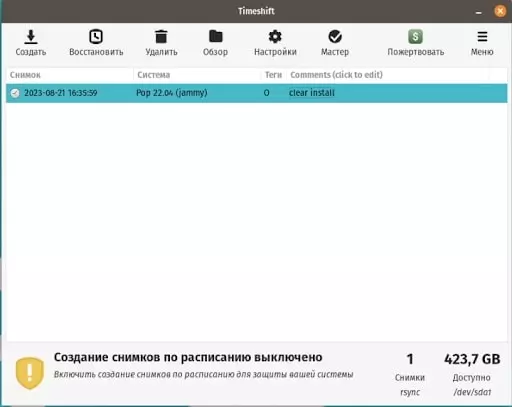 Timeshift
Создать Восстановить Удалить Обзор Настройки Мастер Пожертвовать Меню
Снимок Система Теги Comments (click to edit)
2023-08-21 16:35:59 Pop 22.04 (jammy) O clear install
Создание снимков по расписанию выключено 1 423,7 GB
Включить создание снимков по расписанию для защиты вашей системы Снимки Доступно
rsync /dev/sda1